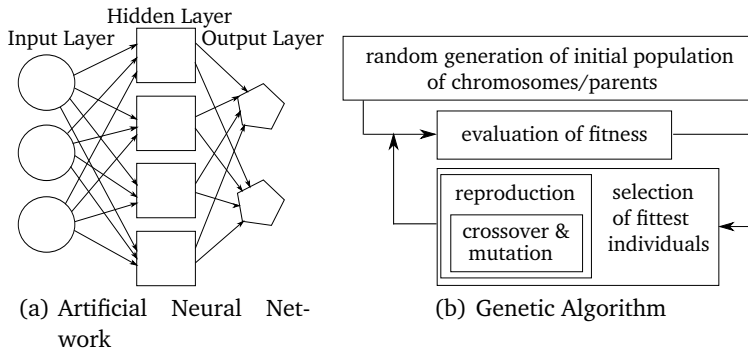 Hidden Layer
Input Layer
Output Layer
(a) Artificial Neural Net-
work
random generation of initial population
of chromosomes/parents
evaluation of fitness
reproduction
crossover &
mutation
selection
of fittest
individuals
(b) Genetic Algorithm